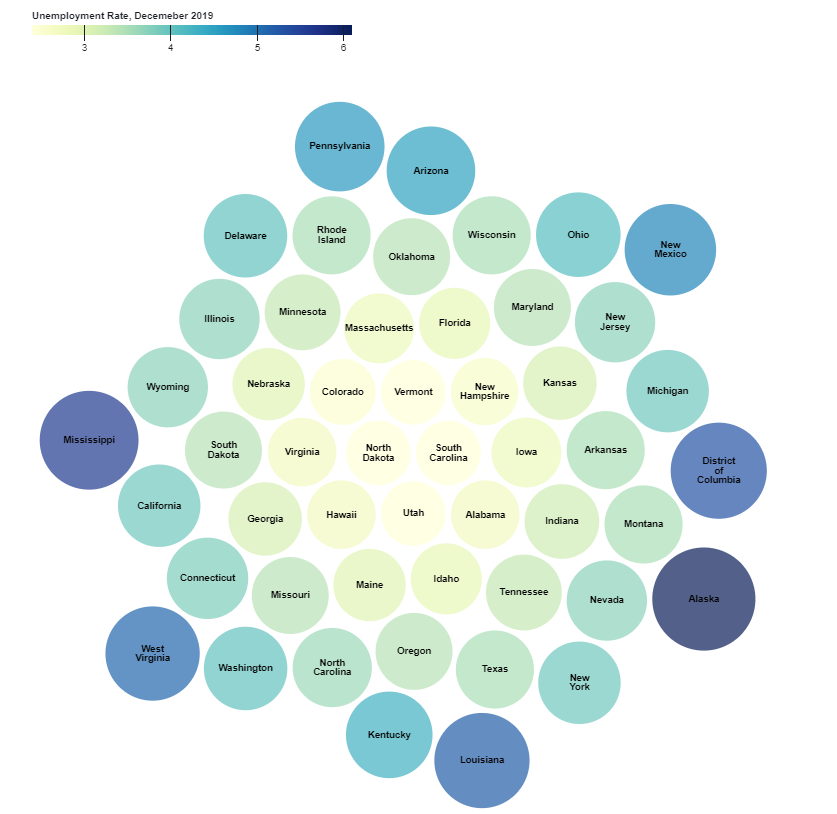 Unemployment Rate, Decemeber 2019
3
4
5
6
Pennsylvania
Arizona
Delaware
Rhode
Island
Oklahoma
Wisconsin
Ohio
New
Mexico
Illinois
Minnesota
Massachusetts
Florida
Maryland
New
Jersey
Wyoming
Nebraska
Colorado
Vermont
New
Hampshire
Kansas
Michigan
Mississippi
South
Dakota
Virginia
North
Dakota
South
Carolina
Iowa
Arkansas
District
of
Columbia
California
Georgia
Hawaii
Utah
Alabama
Indiana
Montana
Connecticut
Missouri
Maine
Idaho
Tennessee
Nevada
Alaska
West
Virginia
Washington
North
Carolina
Oregon
Texas
New
York
Kentucky
Louisiana